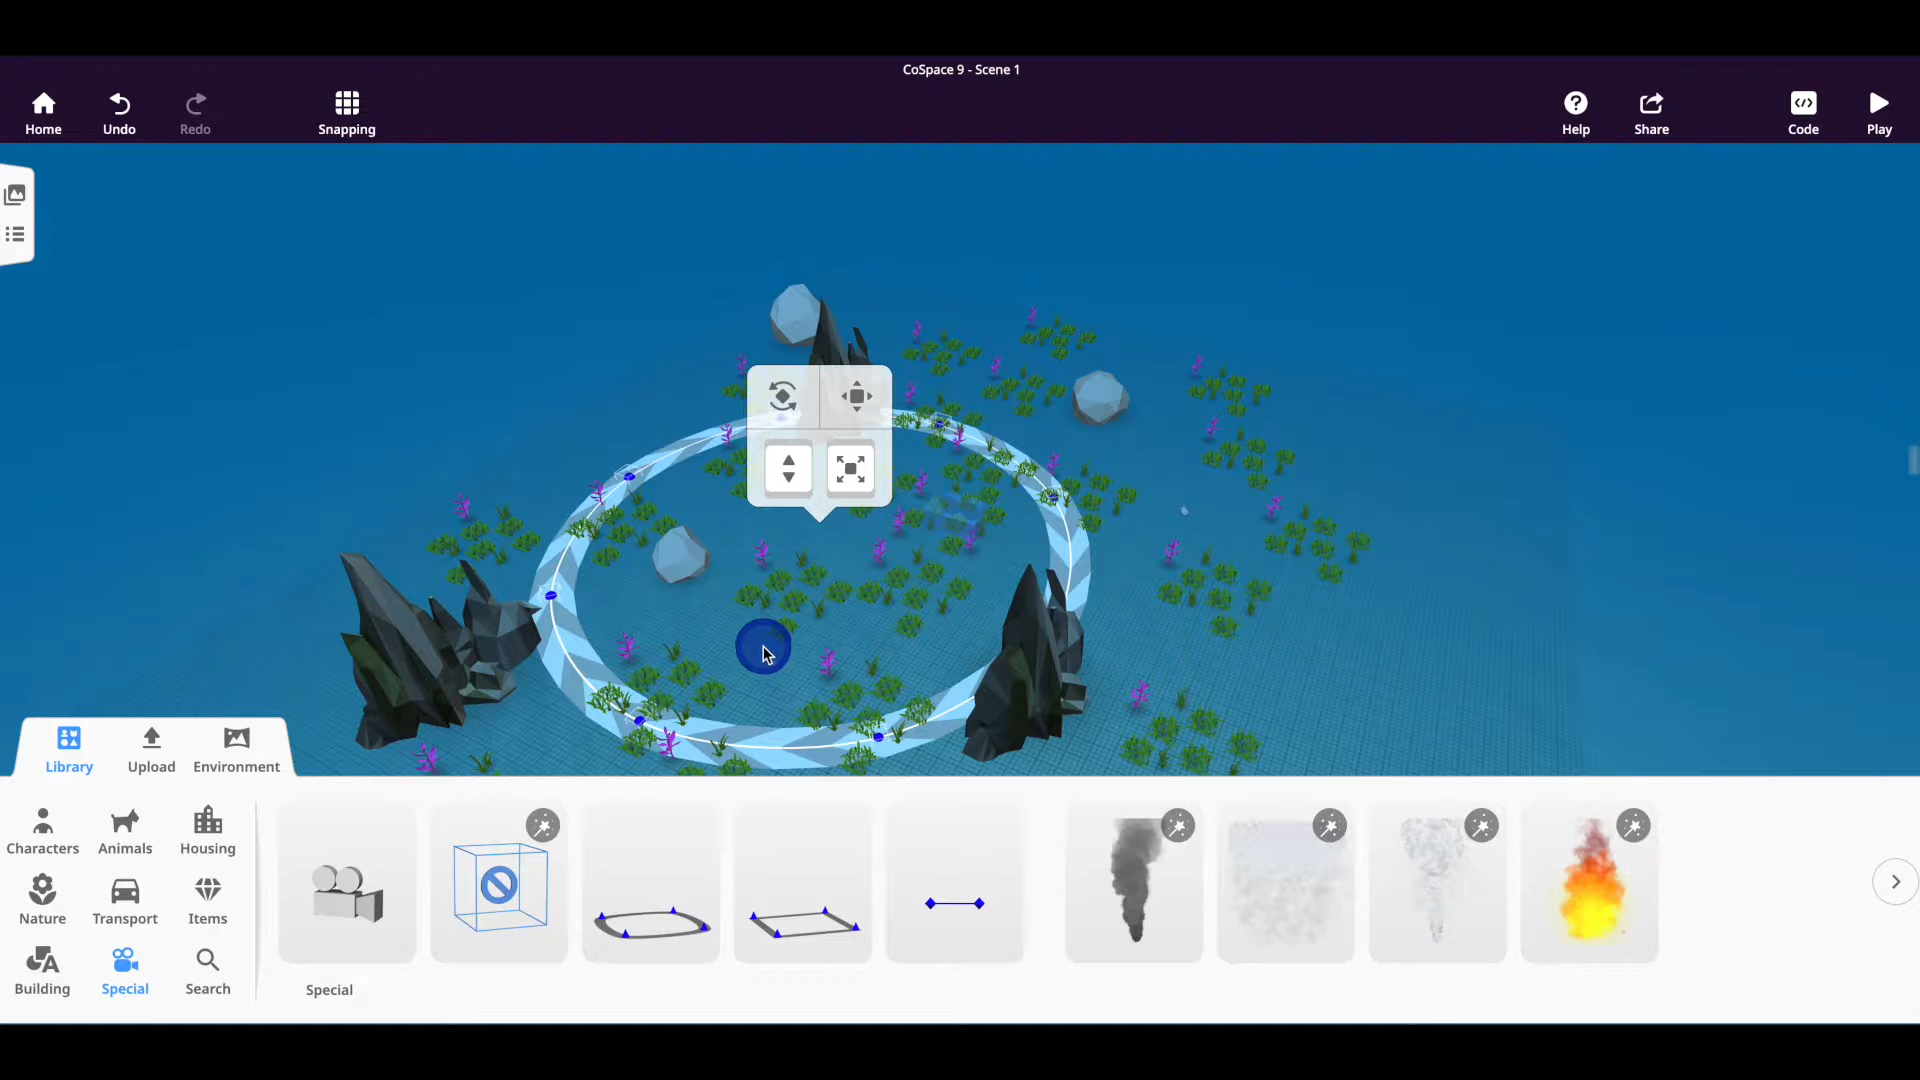 CoSpace 9 - Scene 1
Home
Undo
Redo
Snapping
Help
Share
Code
Play
Library
Upload
Environment
Characters
Animals
Housing
Nature
Transport
Items
Building
Special
Search
Special